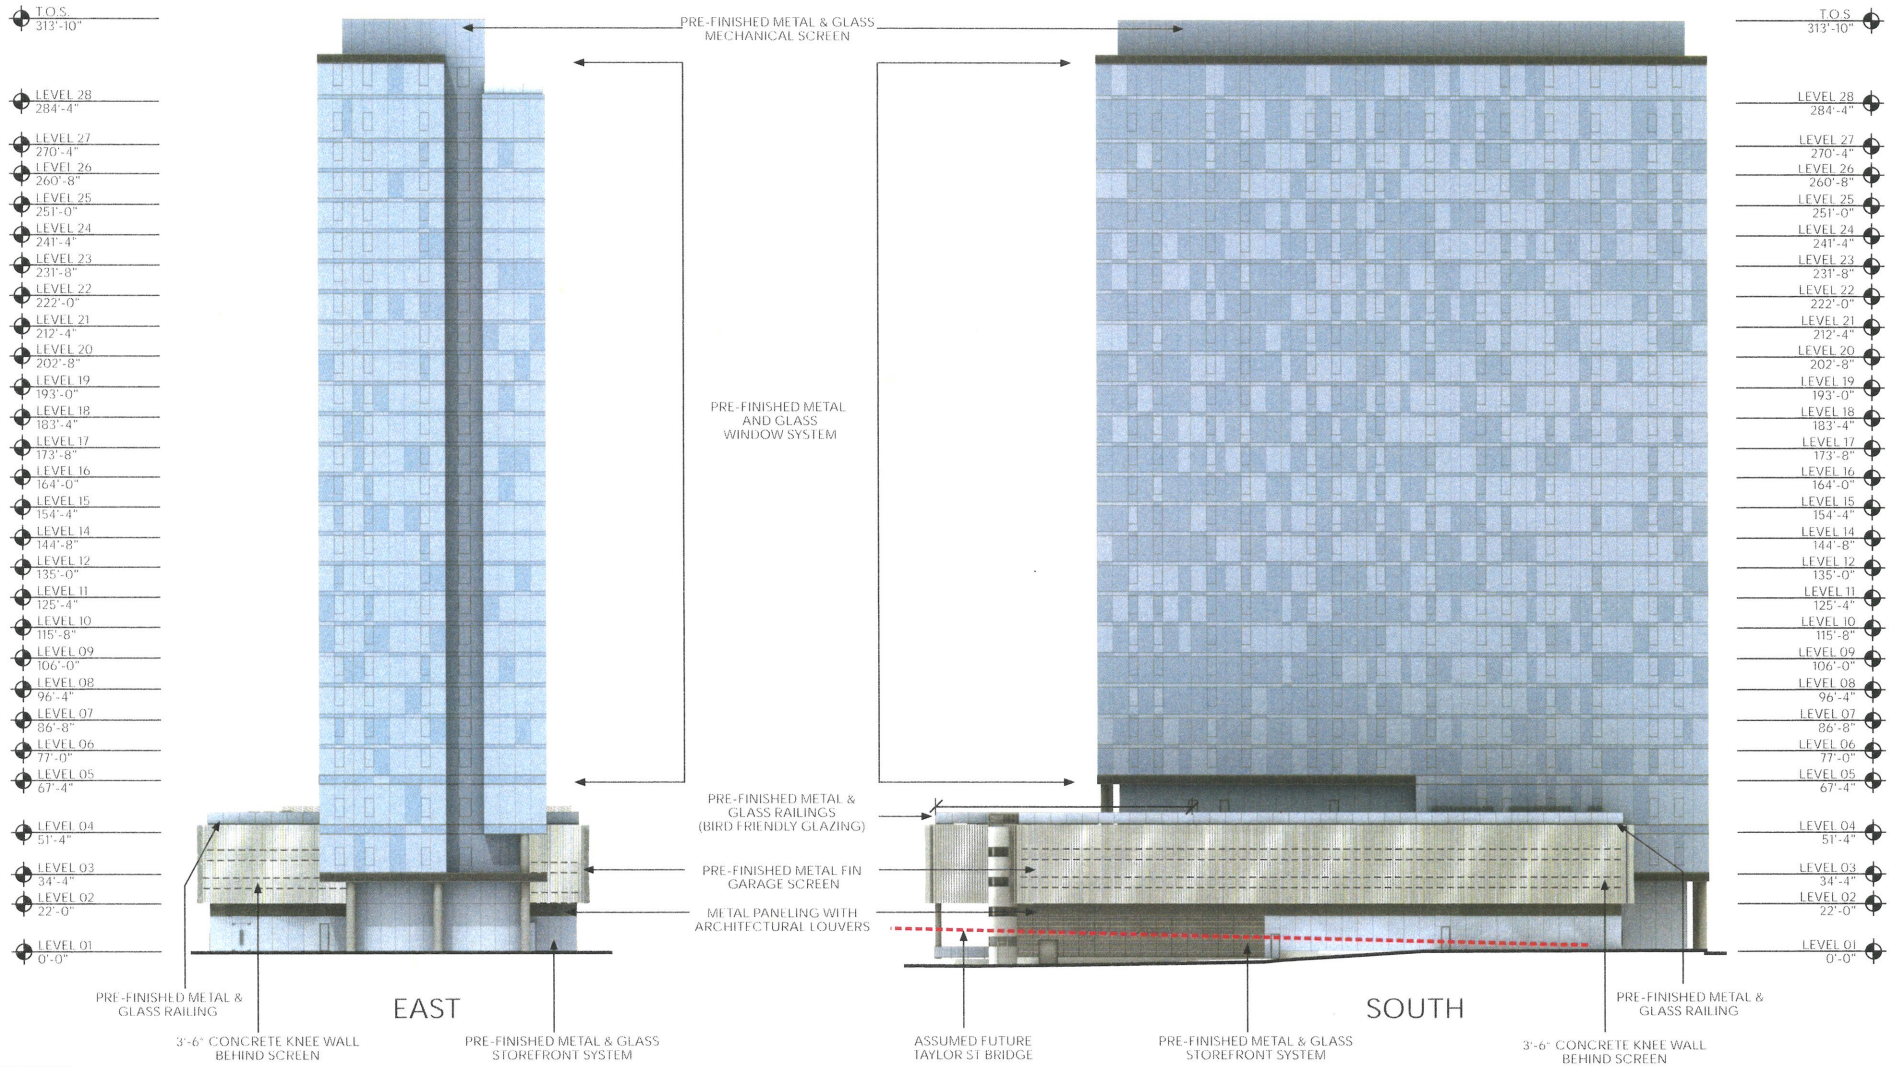 T.O.S.
313'-10"
LEVEL 28
284'-4"
LEVEL 27
270'-4"
LEVEL 26
260'-8"
LEVEL 25
251'-0"
LEVEL 24
241'-4"
LEVEL 23
231'-8"
LEVEL 22
222'-0"
LEVEL 21
212'-4"
LEVEL 20
202'-8"
LEVEL 19
193'-0"
LEVEL 18
183'-4"
LEVEL 17
173'-8"
LEVEL 16
164'-0"
LEVEL 15
154'-4"
LEVEL 14
144'-8"
LEVEL 12
135'-0"
LEVEL 11
125'-4"
LEVEL 10
115'-8"
LEVEL 09
106'-0"
LEVEL 08
96'-4"
LEVEL 07
86'-8"
LEVEL 06
77'-0"
LEVEL 05
67'-4"
LEVEL 04
51'-4"
LEVEL 03
34'-4"
LEVEL 02
22'-0"
LEVEL 01
0'-0"
PRE-FINISHED METAL & GLASS
MECHANICAL SCREEN
PRE-FINISHED METAL
AND GLASS
WINDOW SYSTEM
PRE-FINISHED METAL &
GLASS RAILINGS
(BIRD FRIENDLY GLAZING)
PRE-FINISHED METAL FIN
GARAGE SCREEN
METAL PANELING WITH
ARCHITECTURAL LOUVERS
T.O.S
313'-10"
LEVEL 28
284'-4"
LEVEL 27
270'-4"
LEVEL 26
260'-8"
LEVEL 25
251'-0"
LEVEL 24
241'-4"
LEVEL 23
231'-8"
LEVEL 22
222'-0"
LEVEL 21
212'-4"
LEVEL 20
202'-8"
LEVEL 19
193'-0"
LEVEL 18
183'-4"
LEVEL 17
173'-8"
LEVEL 16
164'-0"
LEVEL 15
154'-4"
LEVEL 14
144'-8"
LEVEL 12
135'-0"
LEVEL 11
125'-4"
LEVEL 10
115'-8"
LEVEL 09
106'-0"
LEVEL 08
96'-4"
LEVEL 07
86'-8"
LEVEL 06
77'-0"
LEVEL 05
67'-4"
LEVEL 04
51'-4"
LEVEL 03
34'-4"
LEVEL 02
22'-0"
LEVEL 01
0'-0"
PRE-FINISHED METAL &
GLASS RAILING
EAST
3'-6" CONCRETE KNEE WALL
BEHIND SCREEN
PRE-FINISHED METAL & GLASS
STOREFRONT SYSTEM
ASSUMED FUTURE
TAYLOR ST BRIDGE
PRE-FINISHED METAL & GLASS
STOREFRONT SYSTEM
SOUTH
PRE-FINISHED METAL &
GLASS RAILING
3'-6" CONCRETE KNEE WALL
BEHIND SCREEN